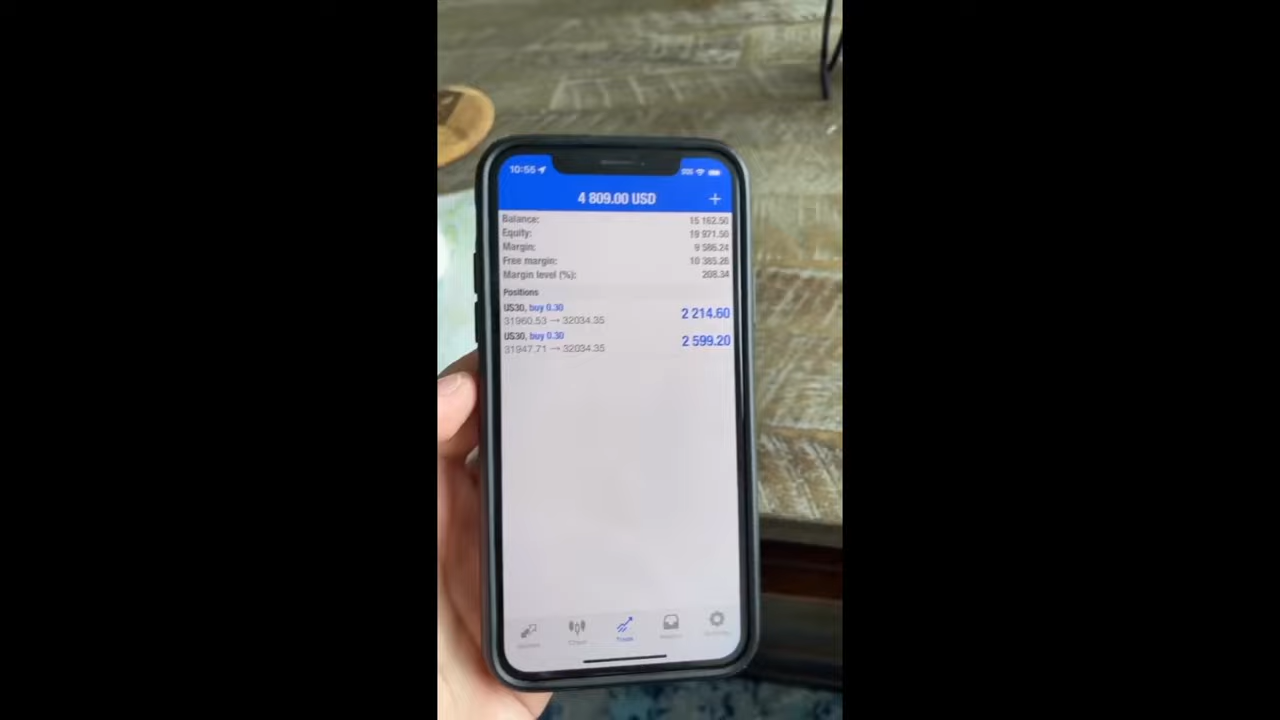 10:55
SOS
4 809.00 USD
+
Balance: 15 162.50
Equity: 19 971.50
Margin: 9 586.24
Free margin: 10 385.26
Margin level (%): 208.34
Positions
US30, buy 0.30
31960.53 → 32034.35
2 214.60
US30, buy 0.30
31947.71 → 32034.35
2 599.20
Trade